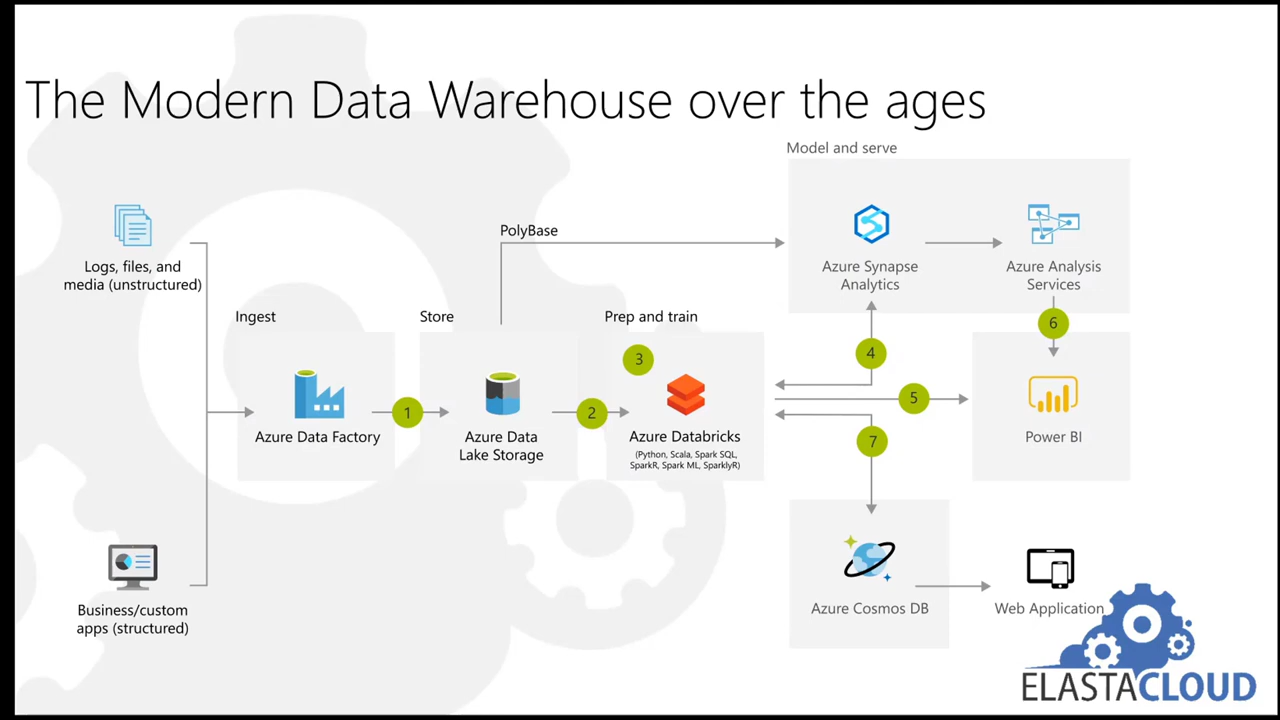 The Modern Data Warehouse over the ages
Model and serve
PolyBase
Logs, files, and
media (unstructured)
Azure Synapse
Analytics
Azure Analysis
Services
Ingest
Store
Prep and train
6
3
4
1
2
5
Azure Data Factory
Azure Data
Lake Storage
Azure Databricks
(Python, Scala, Spark SQL,
SparkR, Spark ML, SparklyR)
Power BI
7
Business/custom
apps (structured)
Azure Cosmos DB
Web Application
ELASTACLOUD